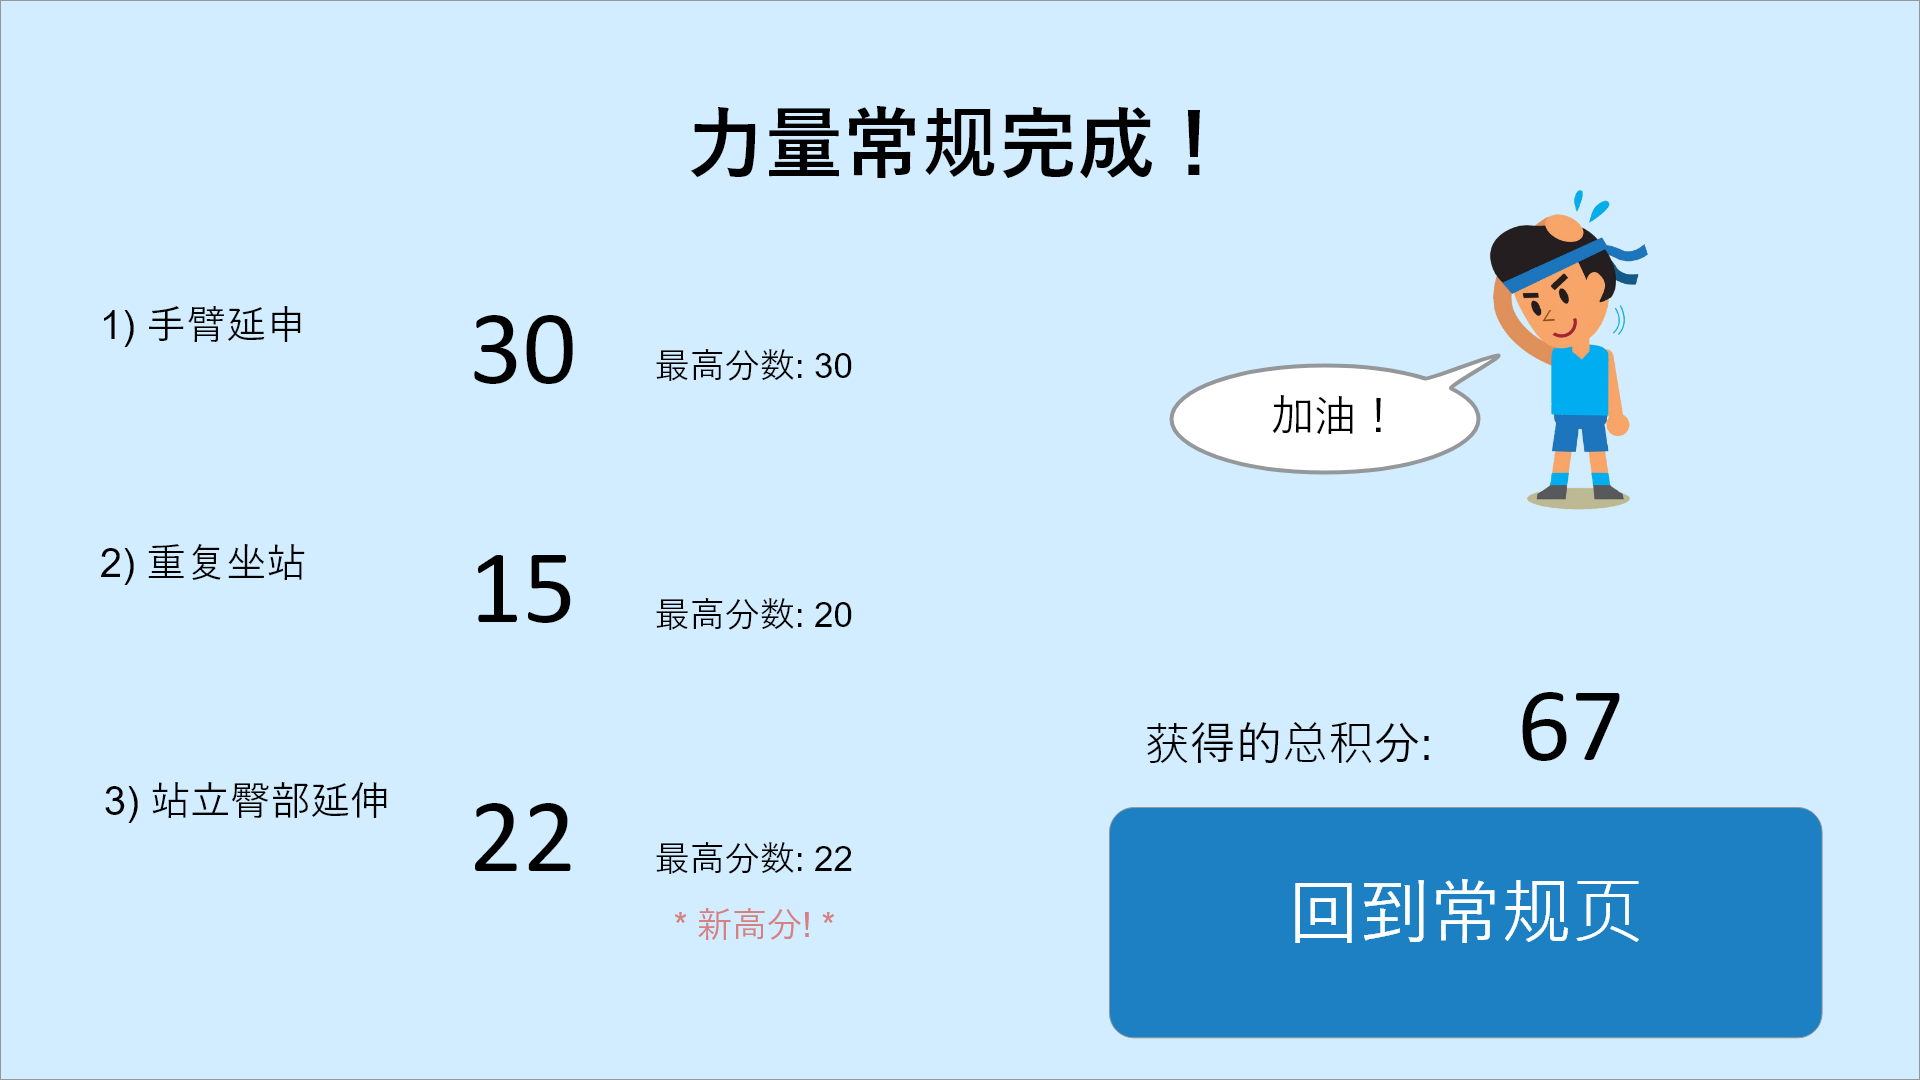 力量常规完成！
1) 手臂延申
30
最高分数: 30
加油！
2) 重复坐站
15
最高分数: 20
3) 站立臀部延伸
22
最高分数: 22
* 新高分! *
获得的总积分:
67
回到常规页